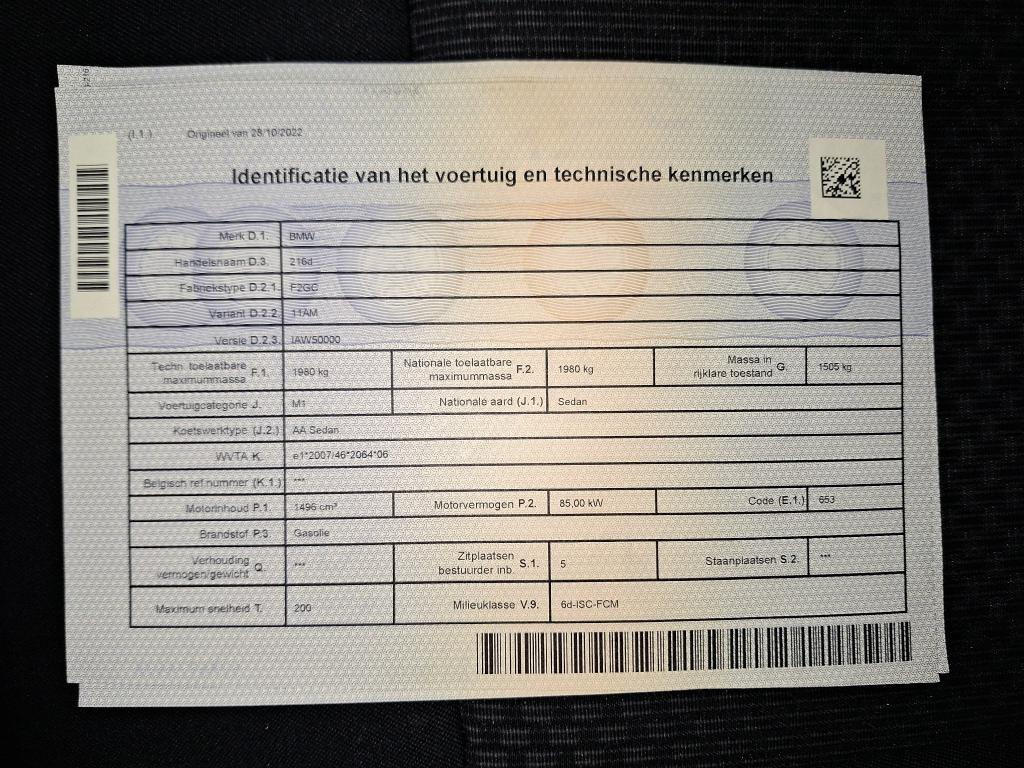 (I.1.) Origineel van 28/10/2022
Identificatie van het voertuig en technische kenmerken
Merk D.1. BMW
Handelsnaam D.3. 216d
Fabriekstype D.2.1. F2GC
Variant D.2.2. 11AM
Versie D.2.3. IAW50000
Techn. toelaatbare maximummassa F.1. 1980 kg Nationale toelaatbare maximummassa F.2. 1980 kg Massa in rijklare toestand G. 1505 kg
Voertuigcategorie J. M1 Nationale aard (J.1.) Sedan
Koetswerktype (J.2.) AA Sedan
WVTA K. e1*2007/46*2064*06
Belgisch ref.nummer (K.1.) ***
Motorinhoud P.1. 1496 cm³ Motorvermogen P.2. 85,00 kW Code (E.1.) 653
Brandstof P.3. Gasolie
Verhouding vermogen/gewicht Q. *** Zitplaatsen bestuurder inb. S.1. 5 Staanplaatsen S.2. ***
Maximum snelheid T. 200 Milieuklasse V.9. 6d-ISC-FCM